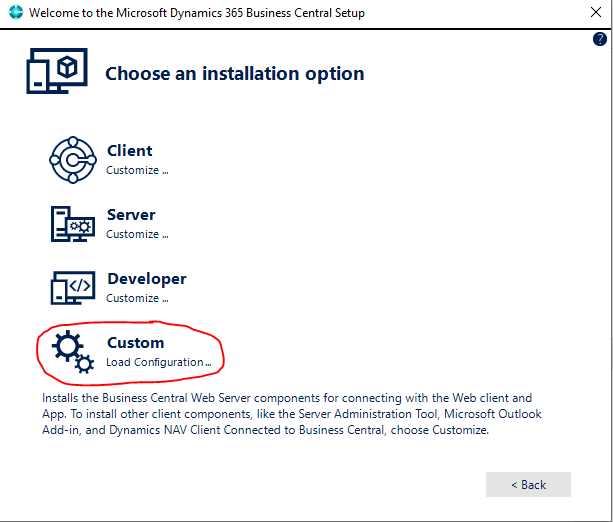 Welcome to the Microsoft Dynamics 365 Business Central Setup
?
Choose an installation option
Client
Customize ...
Server
Customize ...
Developer
Customize ...
Custom
Load Configuration...
Installs the Business Central Web Server components for connecting with the Web client and
App. To install other client components, like the Server Administration Tool, Microsoft Outlook
Add-in, and Dynamics NAV Client Connected to Business Central, choose Customize.
< Back